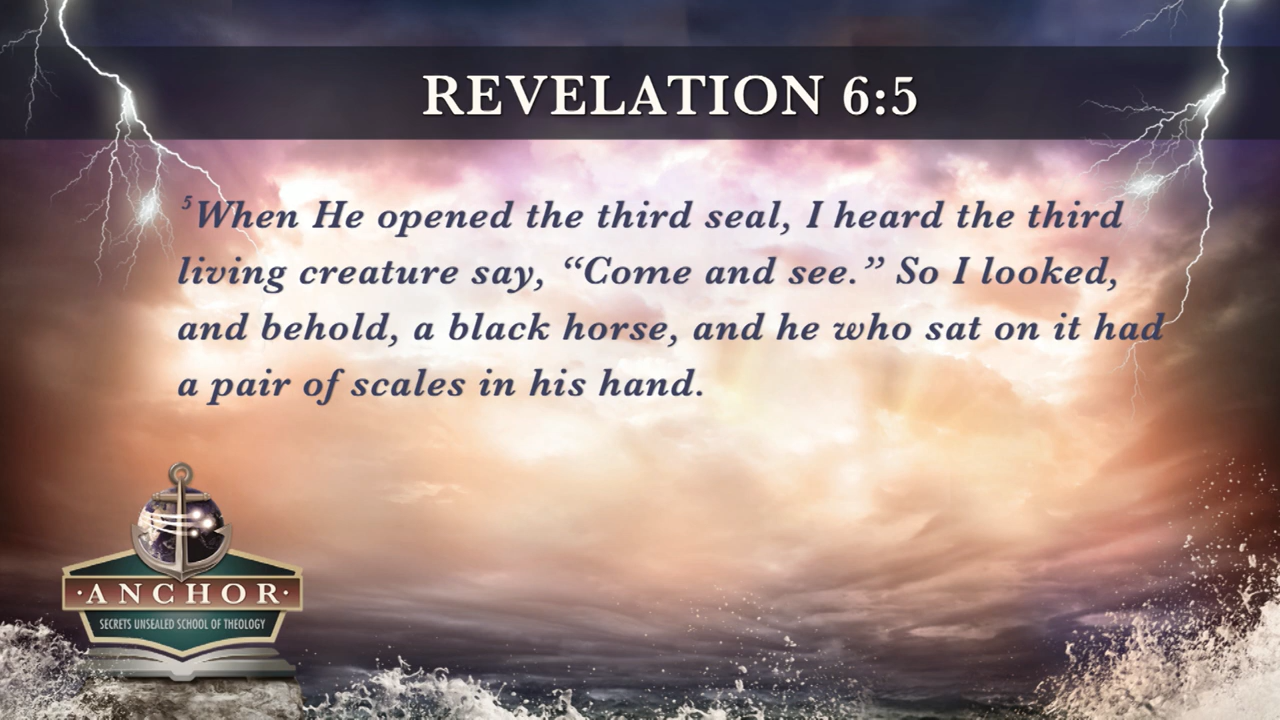 REVELATION 6:5
⁵When He opened the third seal, I heard the third
living creature say, “Come and see.” So I looked,
and behold, a black horse, and he who sat on it had
a pair of scales in his hand.
·ANCHOR·
SECRETS UNSEALED SCHOOL OF THEOLOGY